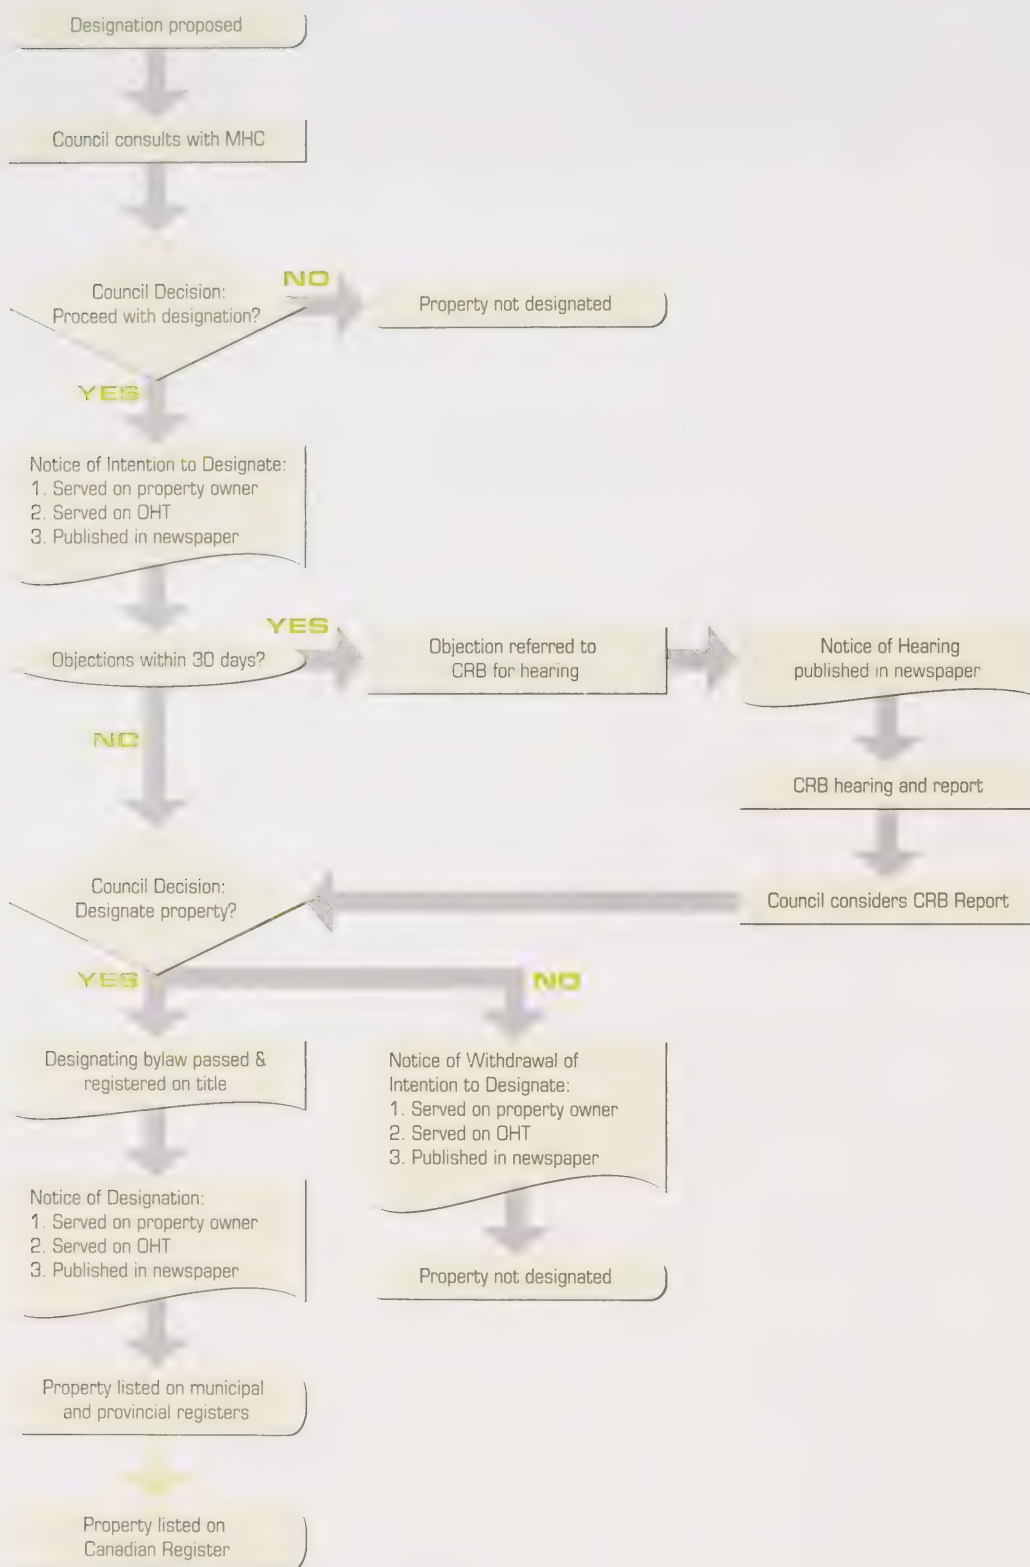 Designation proposed
Council consults with MHC
Council Decision:
Proceed with designation?
NO
Property not designated
YES
Notice of Intention to Designate:
1. Served on property owner
2. Served on OHT
3. Published in newspaper
Objections within 30 days?
YES
Objection referred to
CRB for hearing
Notice of Hearing
published in newspaper
NO
CRB hearing and report
Council considers CRB Report
Council Decision:
Designate property?
YES
NO
Designating bylaw passed &
registered on title
Notice of Withdrawal of
Intention to Designate:
1. Served on property owner
2. Served on OHT
3. Published in newspaper
Notice of Designation:
1. Served on property owner
2. Served on OHT
3. Published in newspaper
Property not designated
Property listed on municipal
and provincial registers
Property listed on
Canadian Register